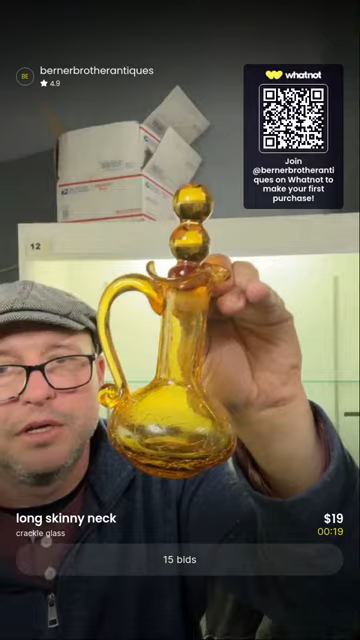 BE
bernerbrotherantiques
★ 4.9
whatnot
Join
@bernerbrotheranti
ques on Whatnot to
make your first
purchase!
12
long skinny neck
$19
crackle glass
00:19
15 bids